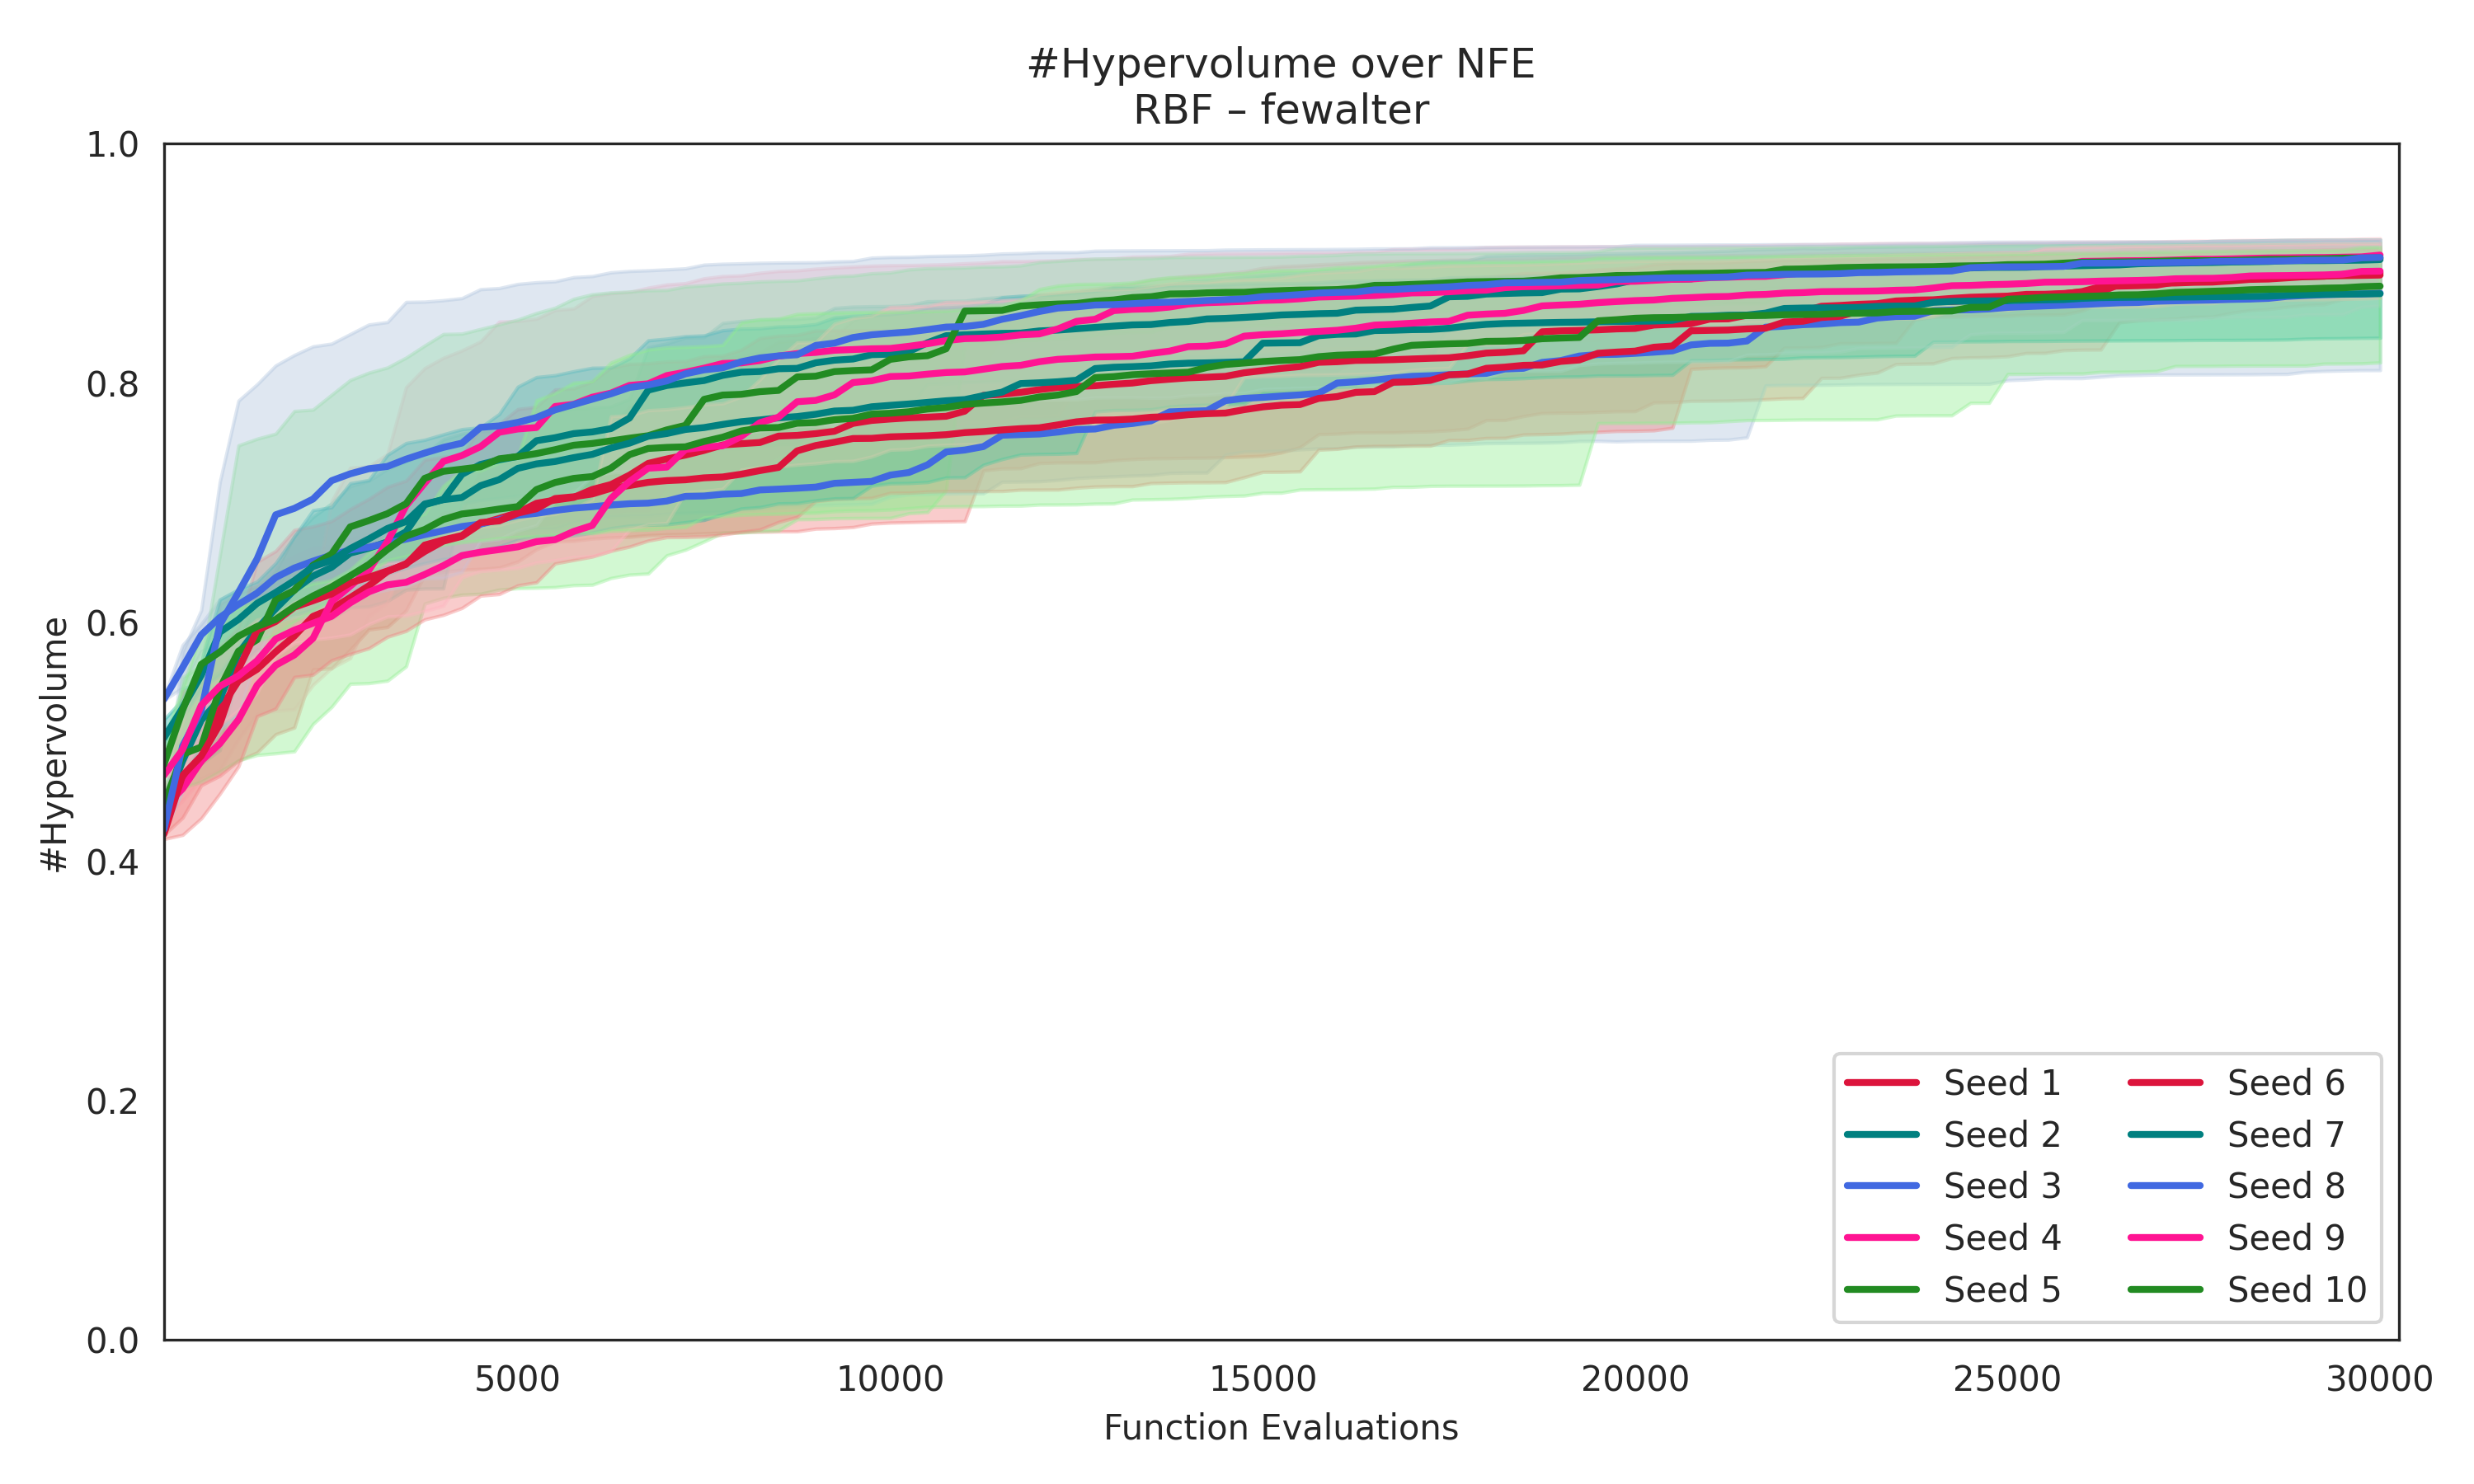 #Hypervolume over NFE
RBF – fewalter
#Hypervolume
1.0
0.8
0.6
0.4
0.2
0.0
5000
10000
15000
20000
25000
30000
Function Evaluations
Seed 1
Seed 2
Seed 3
Seed 4
Seed 5
Seed 6
Seed 7
Seed 8
Seed 9
Seed 10